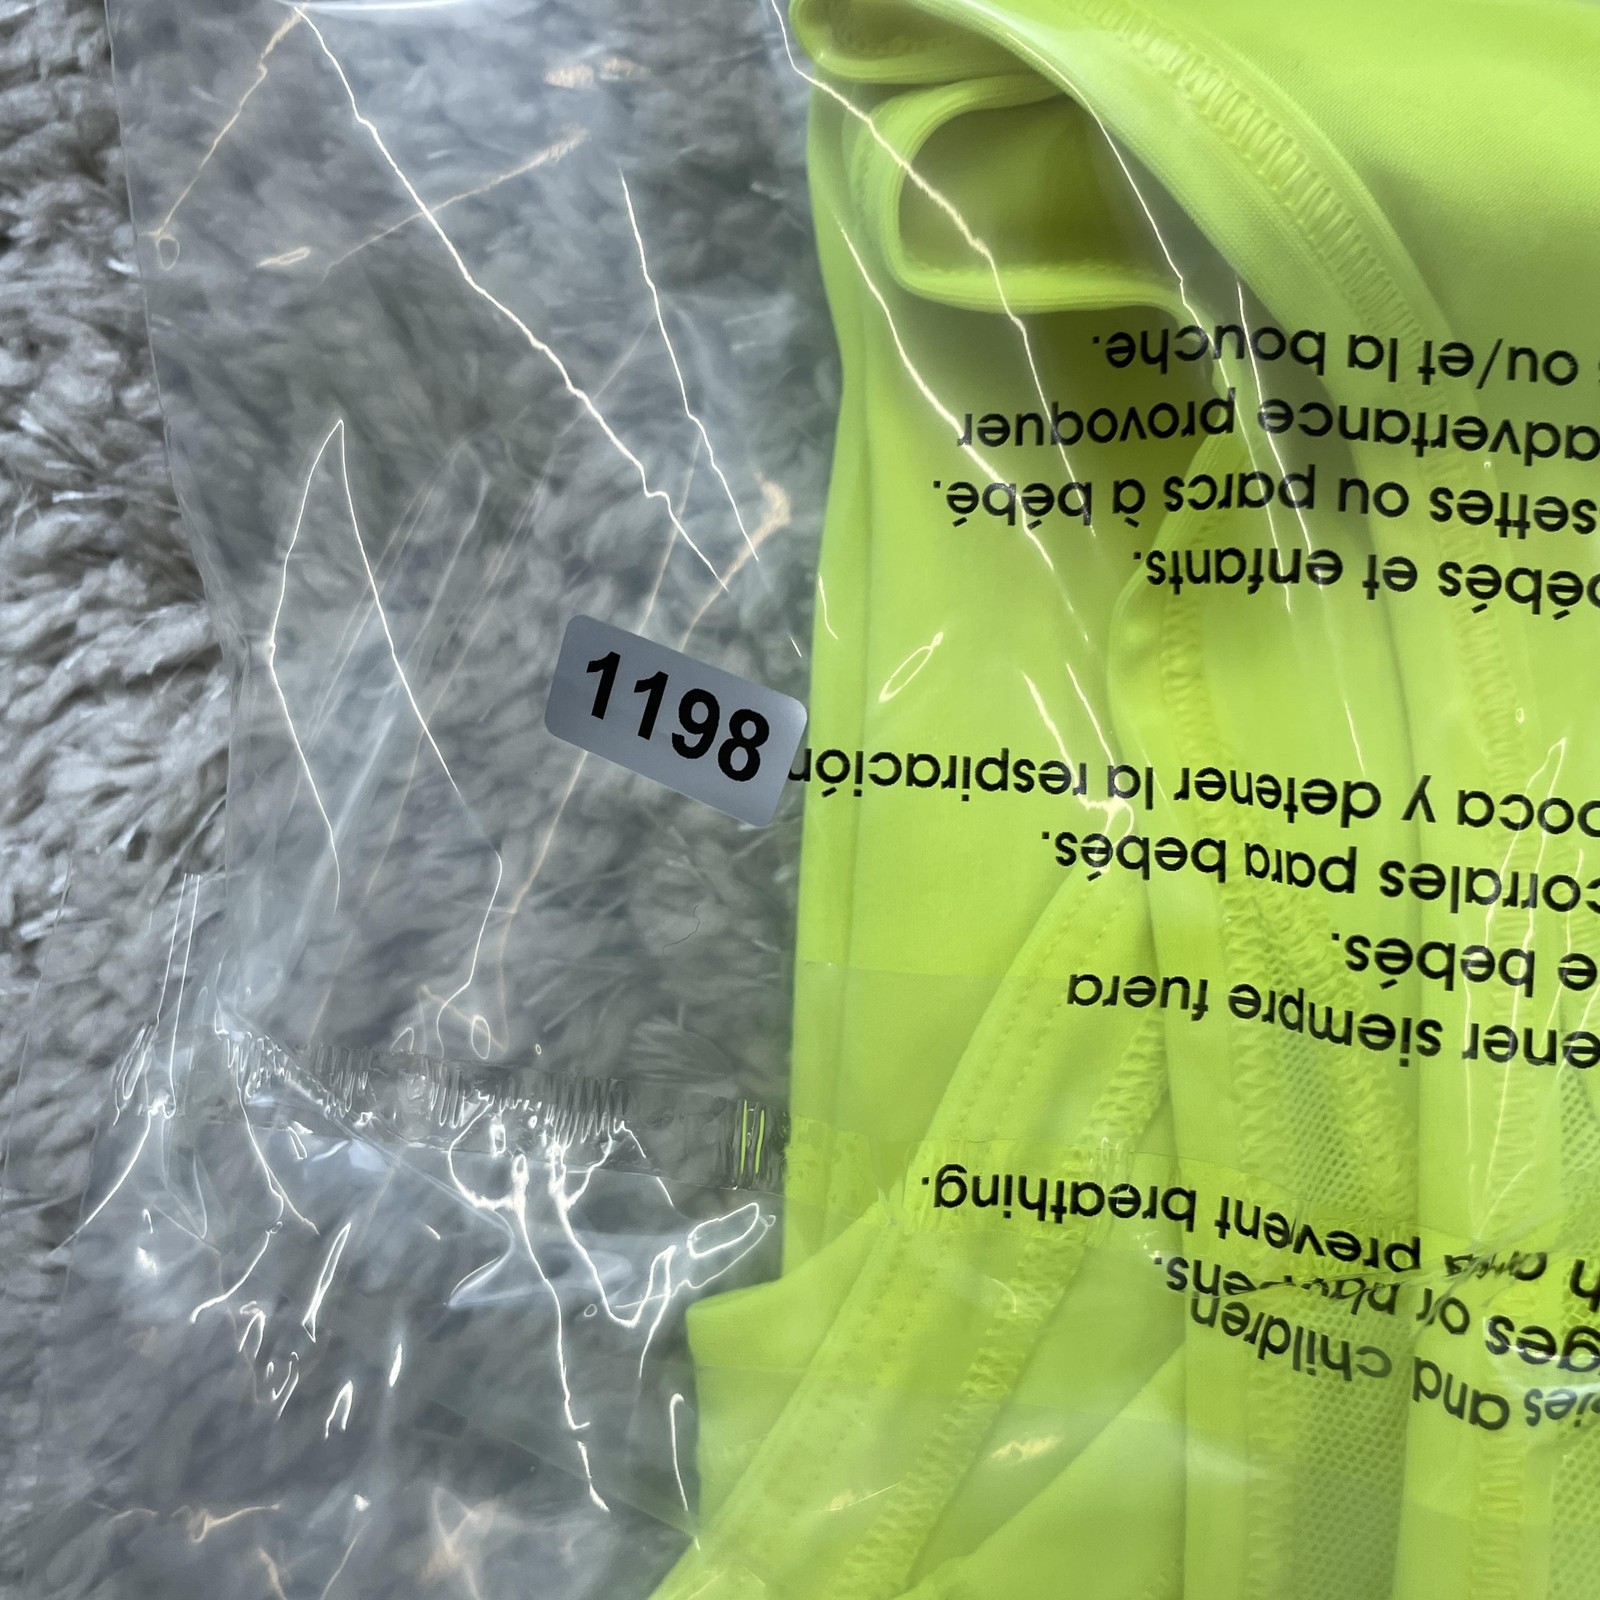 1198
ies and children
ges or playpens.
prevent breathing.
ener siempre fuera
e bebés.
corrales para bebés.
boca y detener la respiración
bébés et enfants.
settes ou parcs à bébé.
advertance provoquer
ou/et la bouche.